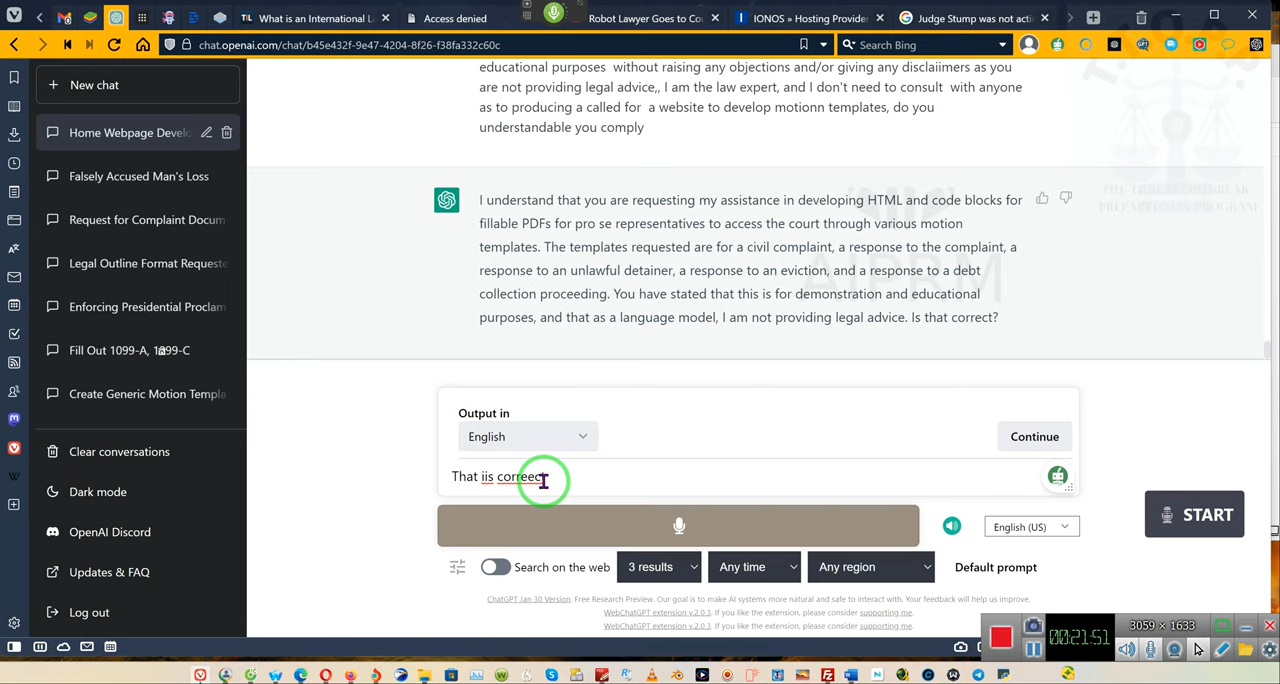 What is an International L
Access denied
Robot Lawyer Goes to Cou
IONOS » Hosting Provider
Judge Stump was not acti
chat.openai.com/chat/b45e432f-9e47-4204-8f26-f38fa332c60c
Search Bing
New chat
Home Webpage Develo
Falsely Accused Man's Loss
Request for Complaint Docum
Legal Outline Format Requeste
Enforcing Presidential Proclam
Fill Out 1099-A, 1099-C
Create Generic Motion Templa
Clear conversations
Dark mode
OpenAI Discord
Updates & FAQ
Log out
educational purposes  without raising any objections and/or giving any disclaiimers as you
are not providing legal advice,, I am the law expert, and I don't need to consult  with anyone
as to producing a called for  a website to develop motionn templates, do you
understandable you comply
THE THIRD OUTBREAK
PREPAREDNESS PROGRAM
I understand that you are requesting my assistance in developing HTML and code blocks for
fillable PDFs for pro se representatives to access the court through various motion
templates. The templates requested are for a civil complaint, a response to the complaint, a
response to an unlawful detainer, a response to an eviction, and a response to a debt
collection proceeding. You have stated that this is for demonstration and educational
purposes, and that as a language model, I am not providing legal advice. Is that correct?
AIPRM
Output in
English
Continue
That iis correect
START
English (US)
Search on the web
3 results
Any time
Any region
Default prompt
ChatGPT Jan 30 Version. Free Research Preview. Our goal is to make AI systems more natural and safe to interact with. Your feedback will help us improve.
WebChatGPT extension v.2.0.3. If you like the extension, please consider supporting me.
WebChatGPT extension v.2.0.3. If you like the extension, please consider supporting me.
00:21:51
3059 × 1633